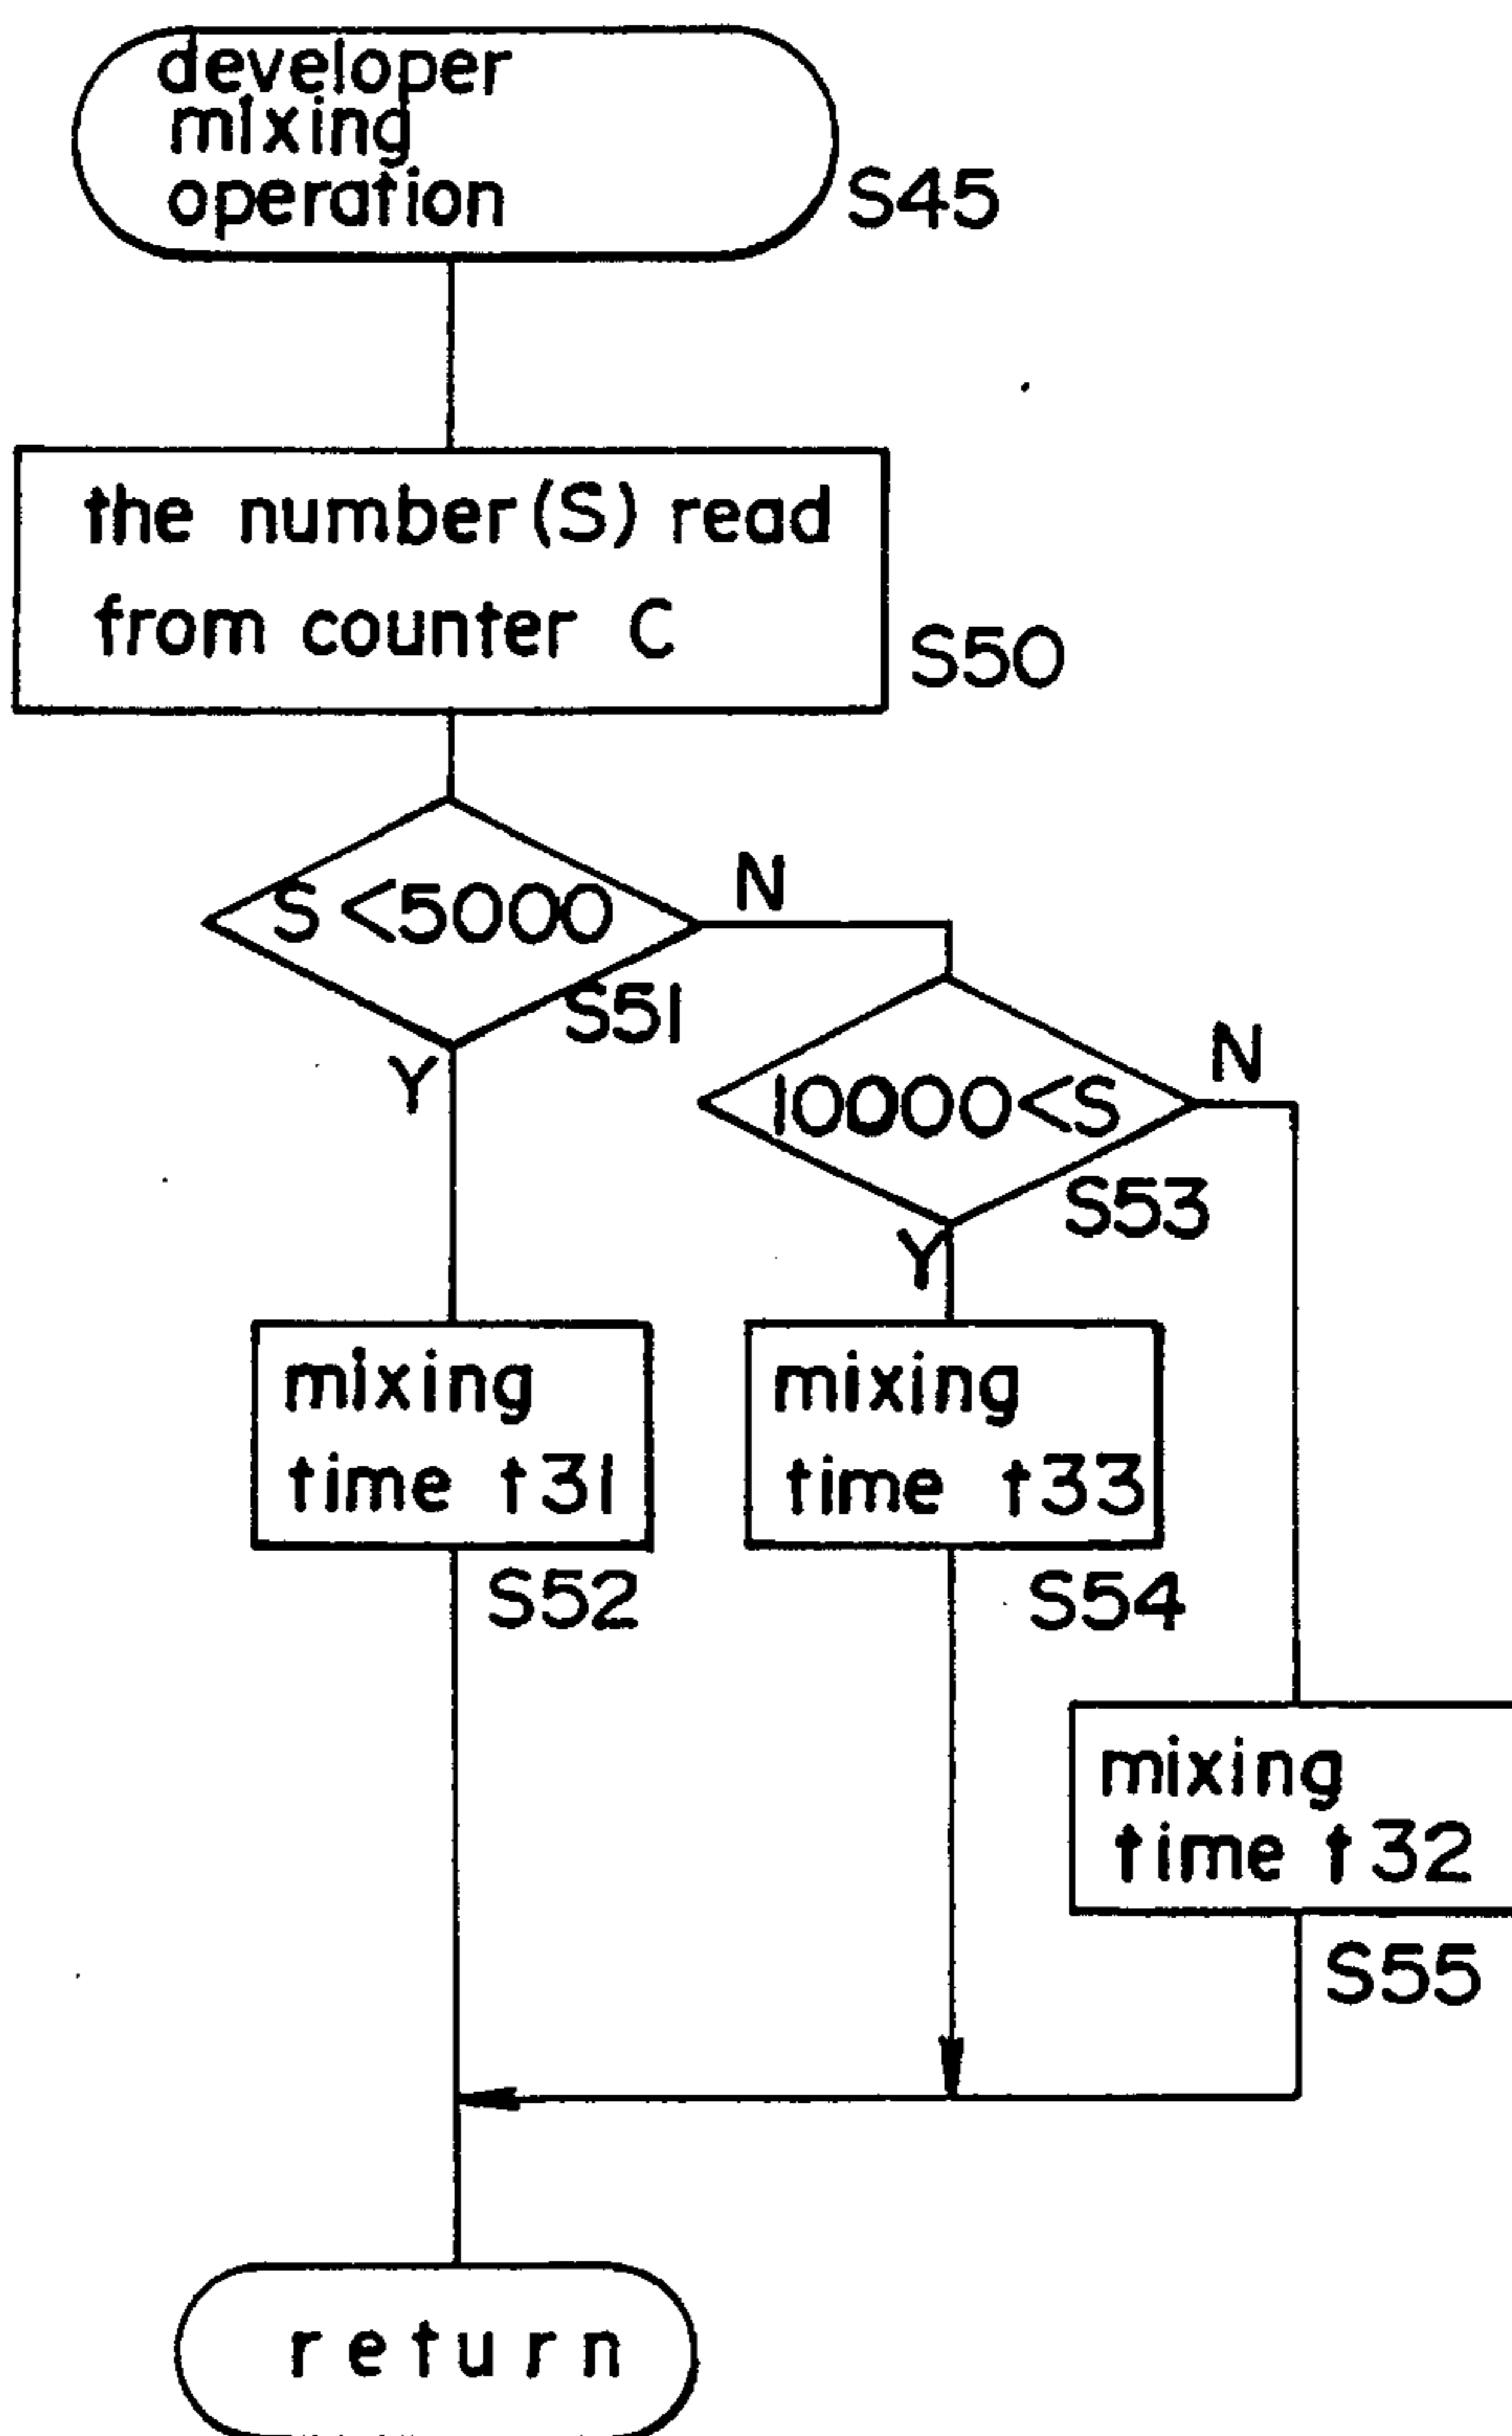 developer
mixing
operation
S45
the number(S) read
from counter C
S50
S<5000
N
S51
Y
10000<S
N
S53
Y
mixing
time t31
S52
mixing
time t33
S54
mixing
time t32
S55
return